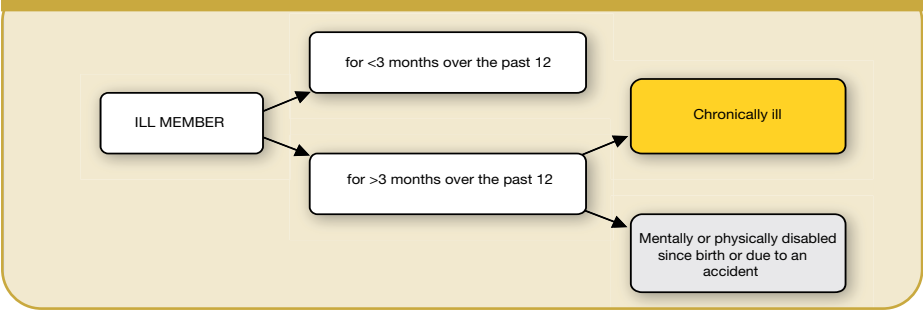 for <3 months over the past 12
ILL MEMBER
Chronically ill
for >3 months over the past 12
Mentally or physically disabled
since birth or due to an
accident